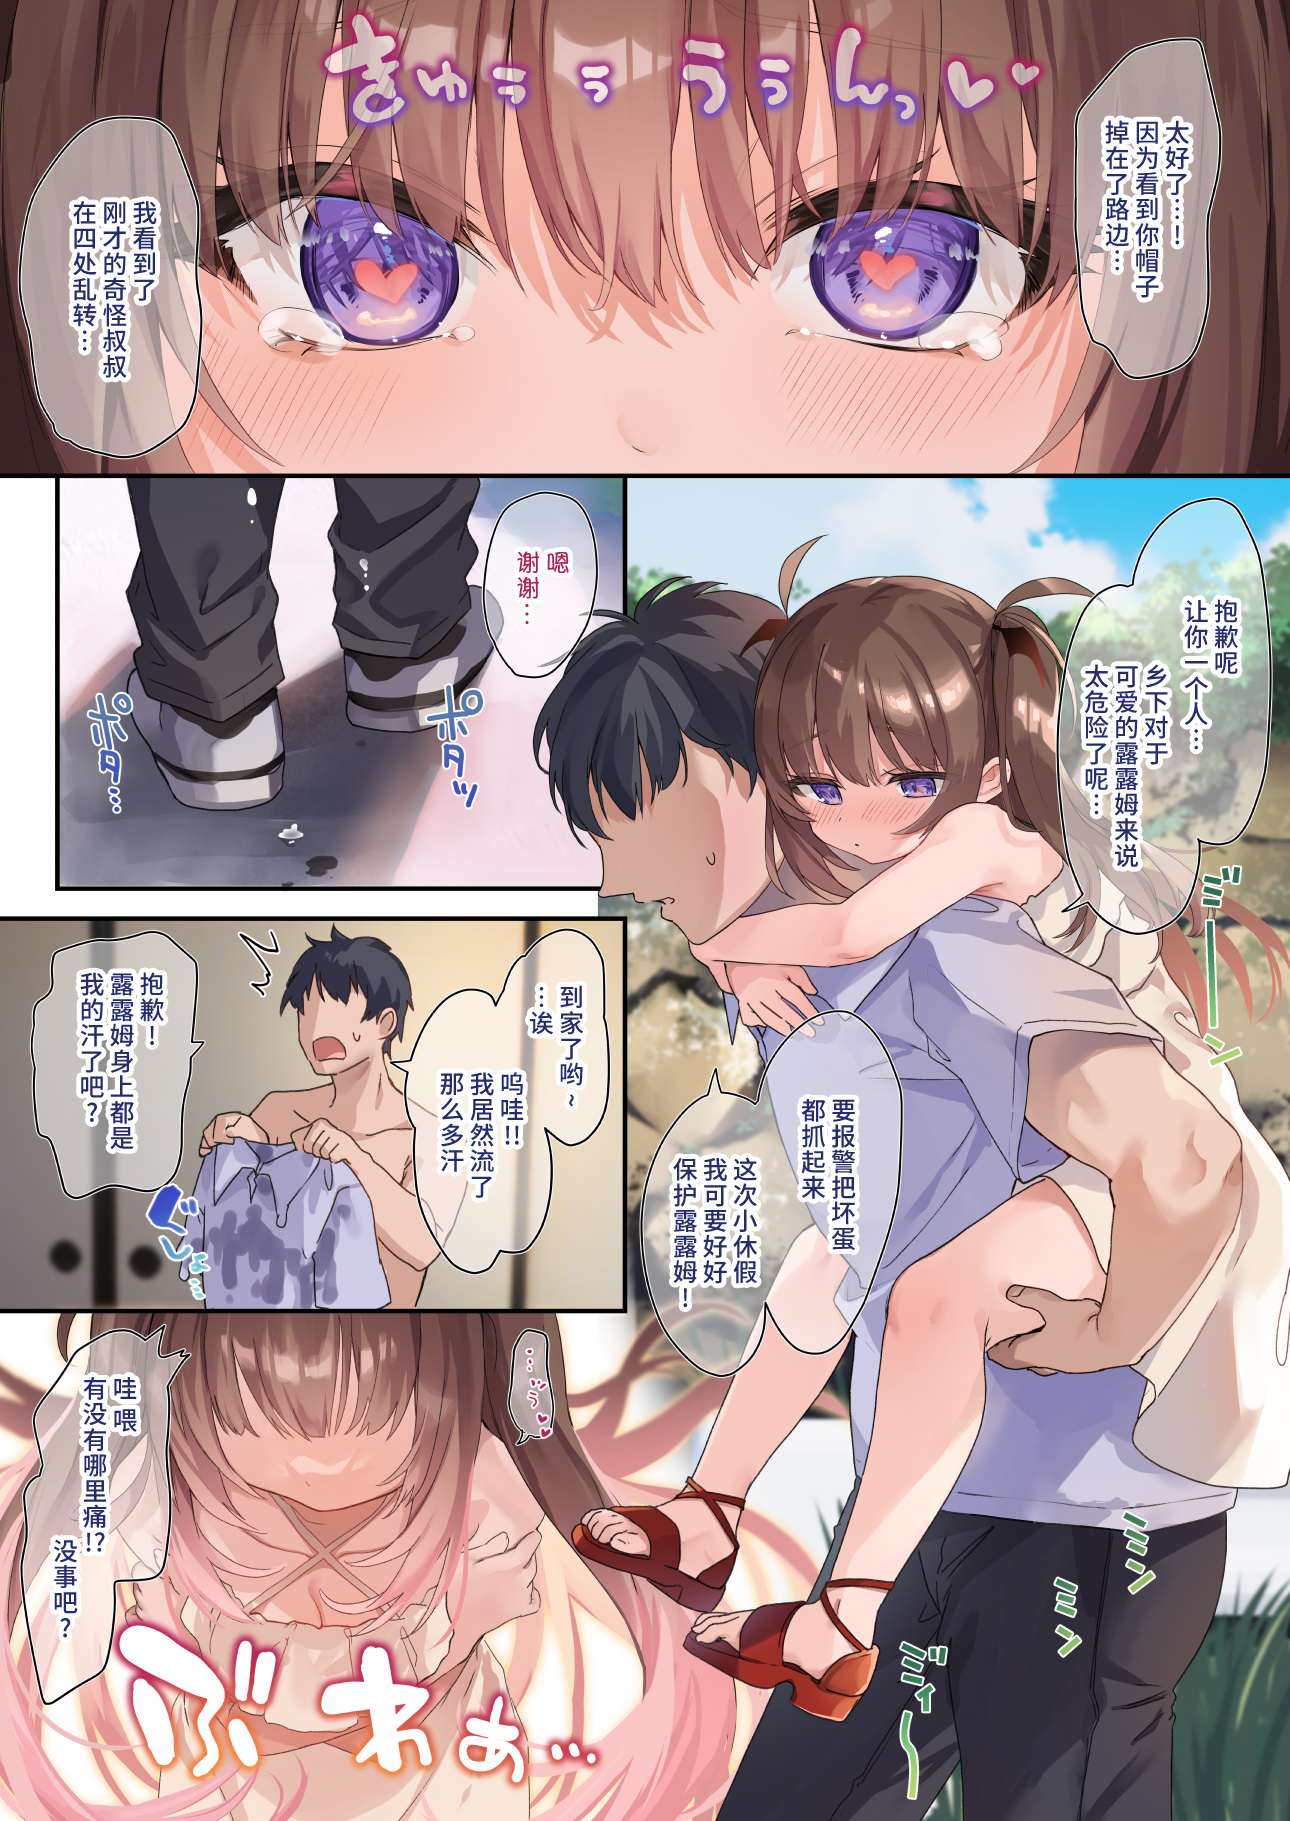 きゅぅぅぅぅんっ
太好了…!
因为看到你帽子
掉在了路边…
我看到了
刚才的奇怪叔叔
在四处乱转…
抱歉呢
让你一个人…
乡下对于
可爱的露露姆来说
太危险了呢…
嗯
谢谢…
ポタッ
ポタ…
ミ゛
ーン
要报警把坏蛋
都抓起来
这次小休假
我可要好好
保护露露姆!
ミン
ミン
ミ゛ィ〜
到家了哟~
…诶
呜哇!!
我居然流了
那么多汗
抱歉!
露露姆身上都是
我的汗了吧?
ぐしょ…
…っう
哇喂
有没有哪里痛!?
没事吧?
ぶわぁ…